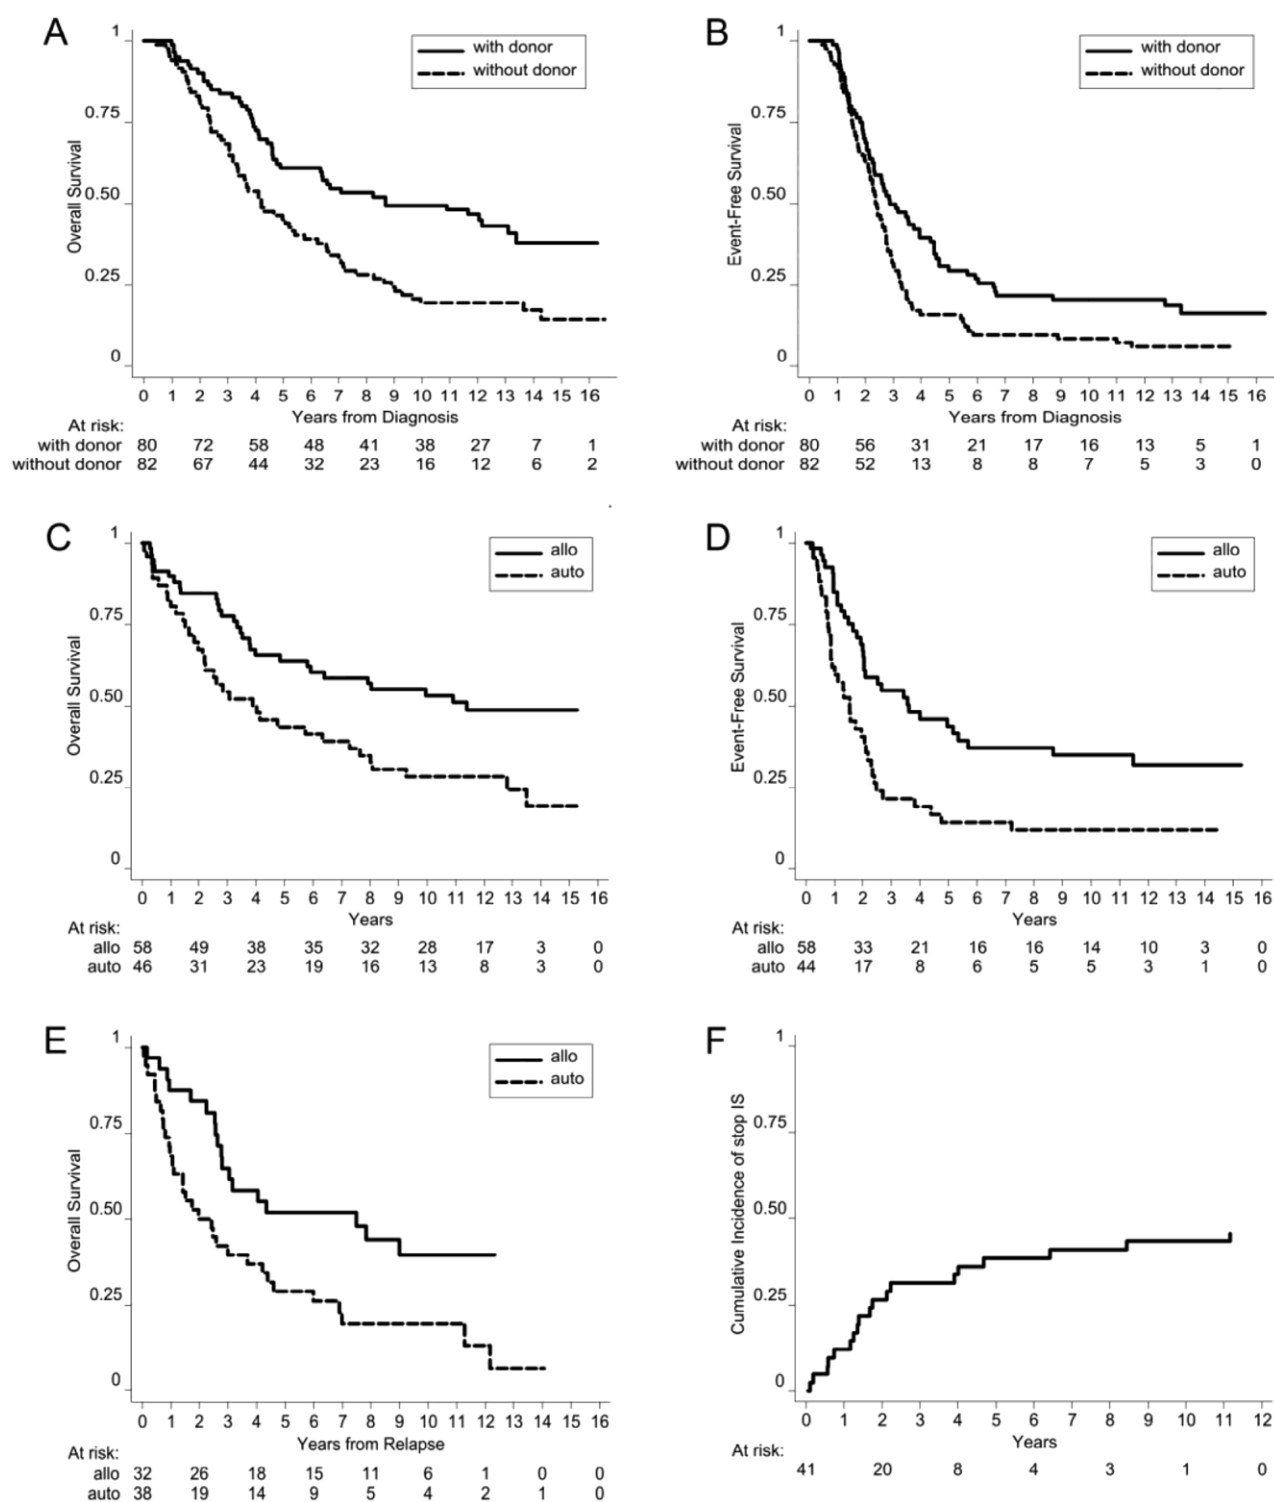 A
1
0.75
0.50
0.25
0
Overall Survival
with donor
without donor
0 1 2 3 4 5 6 7 8 9 10 11 12 13 14 15 16
Years from Diagnosis
At risk:
with donor 80 72 58 48 41 38 27 7 1
without donor 82 67 44 32 23 16 12 6 2
B
1
0.75
0.50
0.25
0
Event-Free Survival
with donor
without donor
0 1 2 3 4 5 6 7 8 9 10 11 12 13 14 15 16
Years from Diagnosis
At risk:
with donor 80 56 31 21 17 16 13 5 1
without donor 82 52 13 8 8 7 5 3 0
C
1
0.75
0.50
0.25
0
Overall Survival
allo
auto
0 1 2 3 4 5 6 7 8 9 10 11 12 13 14 15 16
Years
At risk:
allo 58 49 38 35 32 28 17 3 0
auto 46 31 23 19 16 13 8 3 0
D
1
0.75
0.50
0.25
0
Event-Free Survival
allo
auto
0 1 2 3 4 5 6 7 8 9 10 11 12 13 14 15 16
Years
At risk:
allo 58 33 21 16 16 14 10 3 0
auto 44 17 8 6 5 5 3 1 0
E
1
0.75
0.50
0.25
0
Overall Survival
allo
auto
0 1 2 3 4 5 6 7 8 9 10 11 12 13 14 15 16
Years from Relapse
At risk:
allo 32 26 18 15 11 6 1 0 0
auto 38 19 14 9 5 4 2 1 0
F
1
0.75
0.50
0.25
0
Cumulative Incidence of stop IS
0 1 2 3 4 5 6 7 8 9 10 11 12
Years
At risk:
41 20 8 4 3 1 0